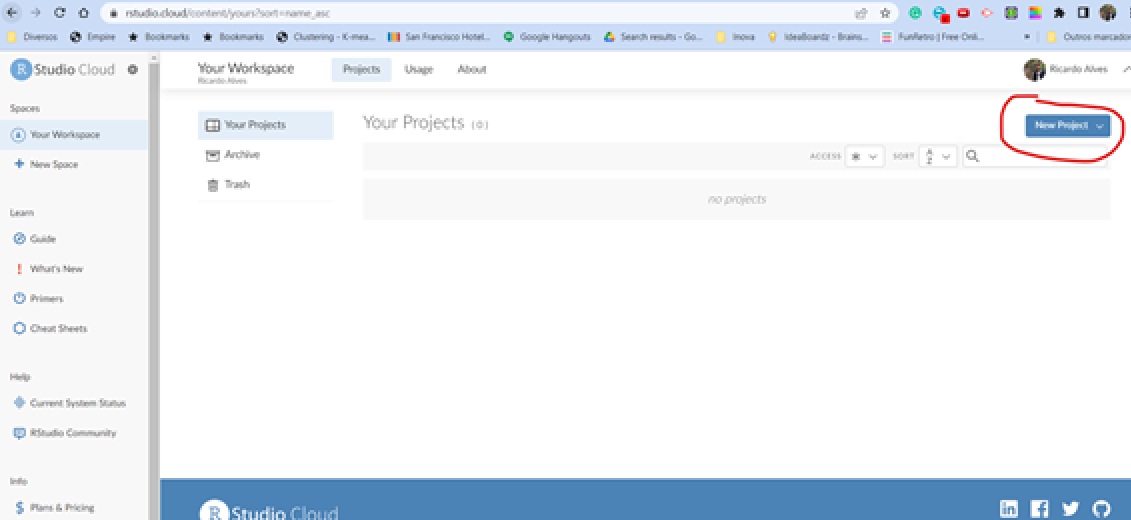 rstudio.cloud/content/yours?sort=name_asc
Diversos
Empire
Bookmarks
Bookmarks
Clustering - K-mea...
San Francisco Hotel...
Google Hangouts
Search results - Go...
Inova
IdeaBoardz - Brains...
FunRetro | Free Onli...
»
Outros marcador
R Studio Cloud
Spaces
Your Workspace
New Space
Learn
Guide
What's New
Primers
Cheat Sheets
Help
Current System Status
RStudio Community
Info
Plans & Pricing
Your Workspace
Ricardo Alves
Projects
Usage
About
Ricardo Alves
Your Projects
Archive
Trash
Your Projects (0)
New Project
ACCESS
SORT
A
Z
no projects
R Studio Cloud